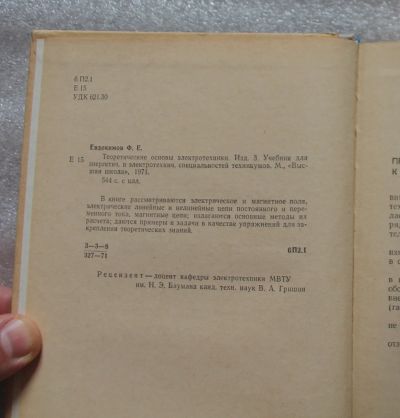 6 П2.1
Е 15
УДК 621.30
Евдокимов Ф. Е.
Е 15 Теоретические основы электротехники. Изд. 3. Учебник для
энергетич. и электротехнич. специальностей техникумов. М., «Выс-
шая школа», 1971.
544 с. с илл.
В книге рассматриваются электрическое и магнитное поля,
электрические линейные и нелинейные цепи постоянного и пере-
менного тока, магнитные цепи; излагаются основные методы их
расчета; даются примеры и задачи в качестве упражнений для за-
крепления теоретических знаний.
3—3—8
327—71
6П2.1
Рецензент — доцент кафедры электротехники МВТУ
им. Н. Э. Баумана канд. техн. наук В. А. Гришин